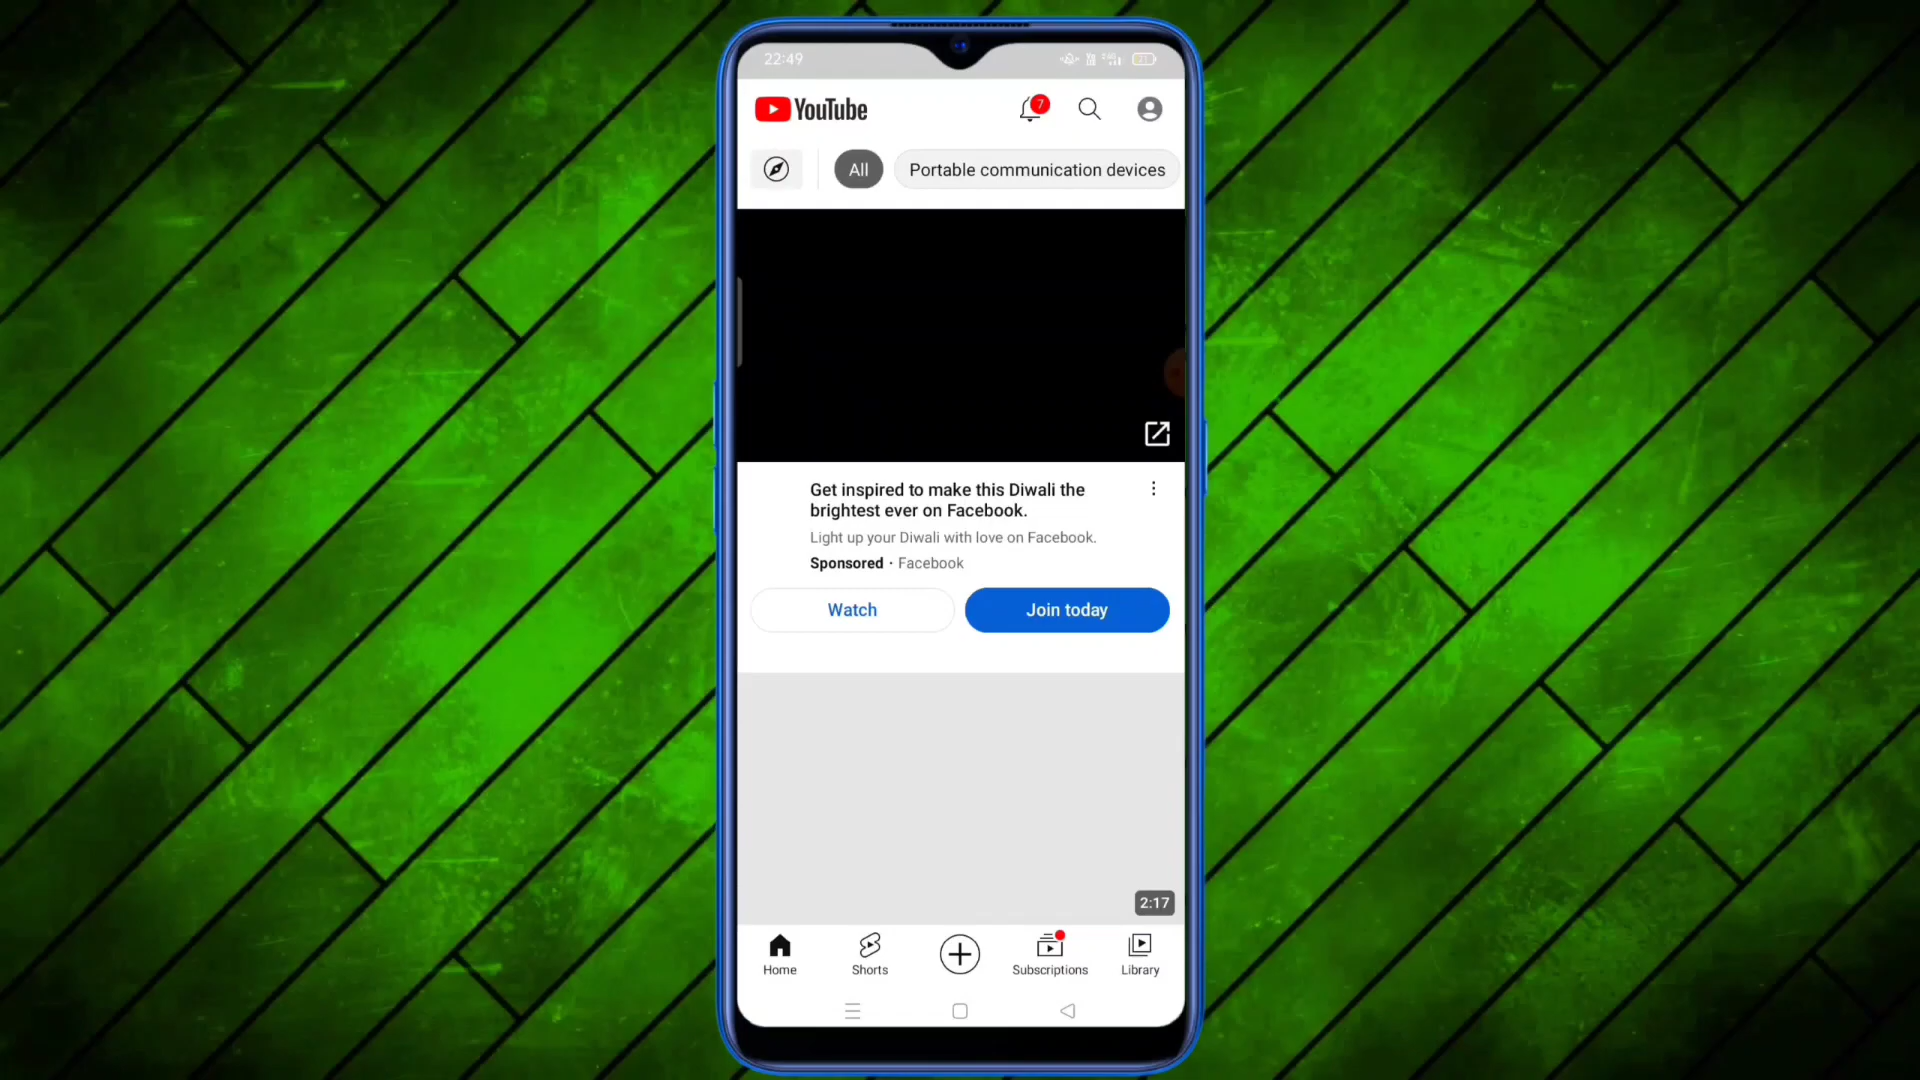 22:49
YouTube
7
All
Portable communication devices
Get inspired to make this Diwali the
brightest ever on Facebook.
Light up your Diwali with love on Facebook.
Sponsored · Facebook
Watch
Join today
2:17
Home
Shorts
Subscriptions
Library